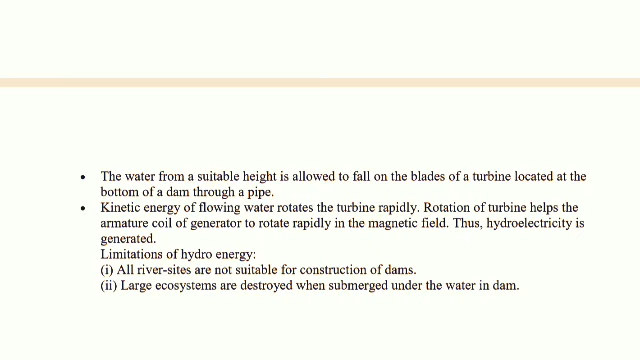 • The water from a suitable height is allowed to fall on the blades of a turbine located at the
bottom of a dam through a pipe.
• Kinetic energy of flowing water rotates the turbine rapidly. Rotation of turbine helps the
armature coil of generator to rotate rapidly in the magnetic field. Thus, hydroelectricity is
generated.
Limitations of hydro energy:
(i) All river-sites are not suitable for construction of dams.
(ii) Large ecosystems are destroyed when submerged under the water in dam.